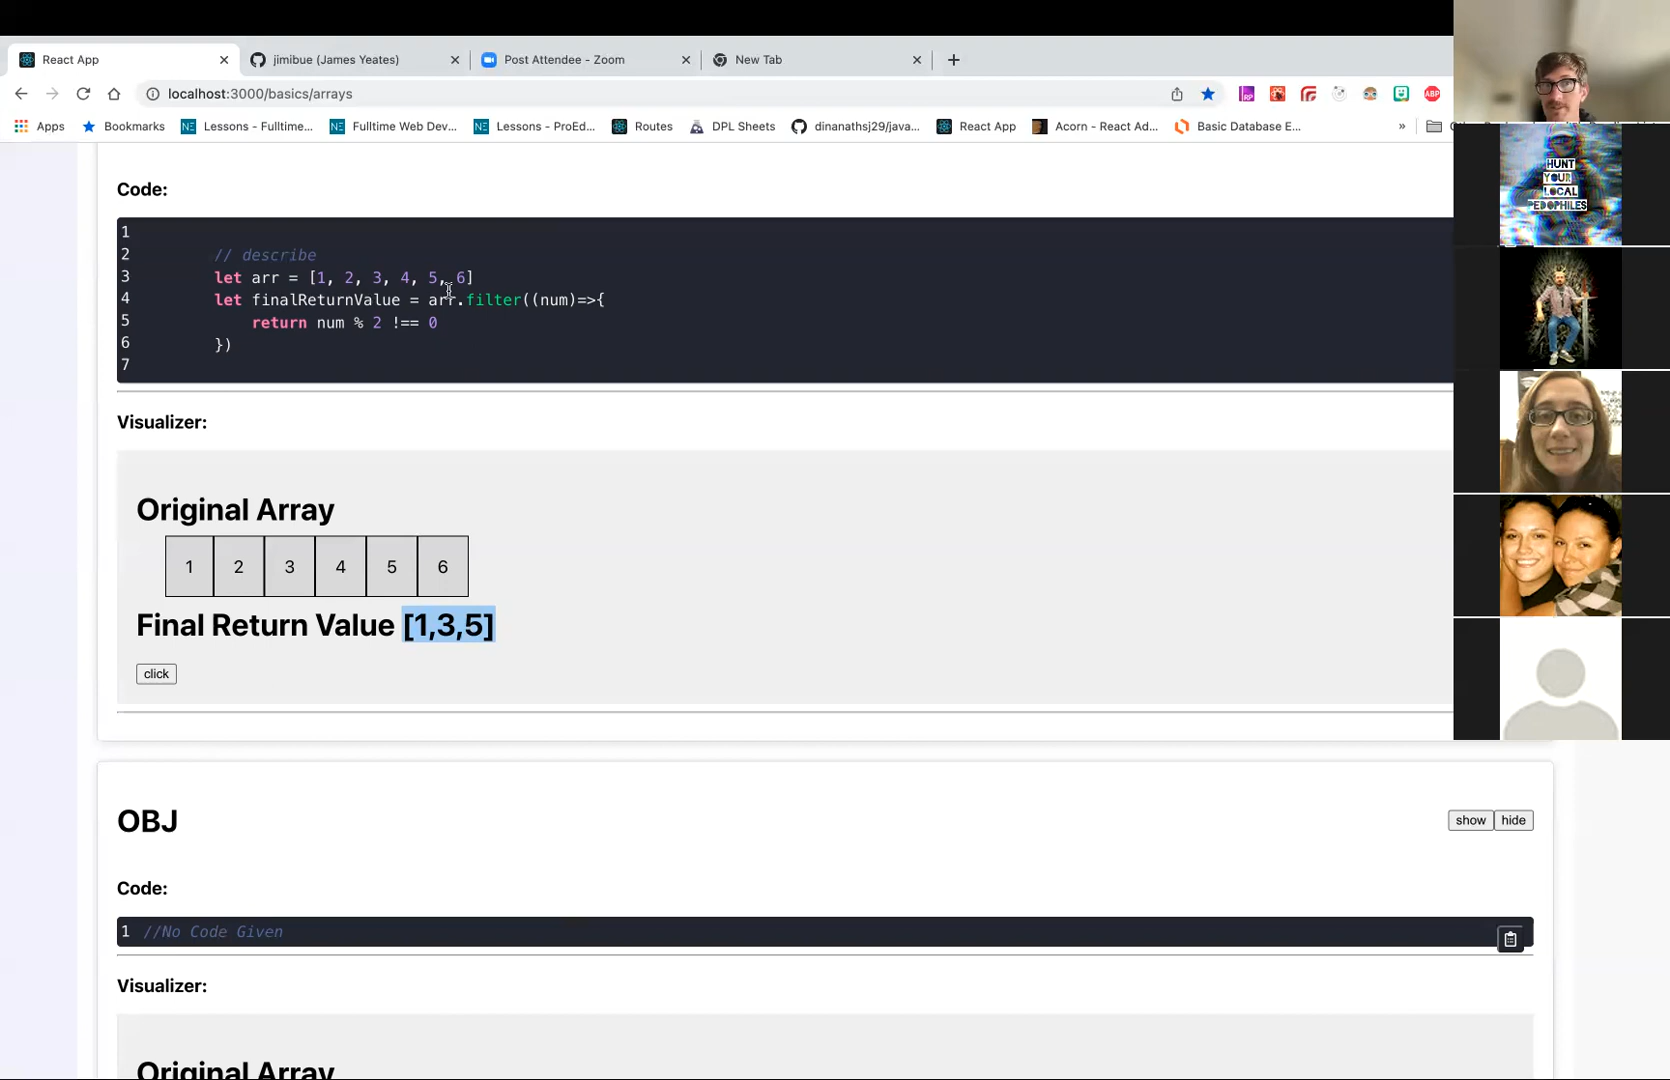 React App
jimibue (James Yeates)
Post Attendee - Zoom
New Tab
localhost:3000/basics/arrays
Apps
Bookmarks
Lessons - Fulltime...
Fulltime Web Dev...
Lessons - ProEd...
Routes
DPL Sheets
dinanathsj29/java...
React App
Acorn - React Ad...
Basic Database E...
»
RP
ABP
HUNT
YOUR
LOCAL
PEDOPHILES
Code:
1
2 // describe
3 let arr = [1, 2, 3, 4, 5, 6]
4 let finalReturnValue = arr.filter((num)=>{
5 return num % 2 !== 0
6 })
7
Visualizer:
Original Array
1 2 3 4 5 6
Final Return Value [1,3,5]
click
OBJ
show hide
Code:
1 //No Code Given
Visualizer:
Original Array